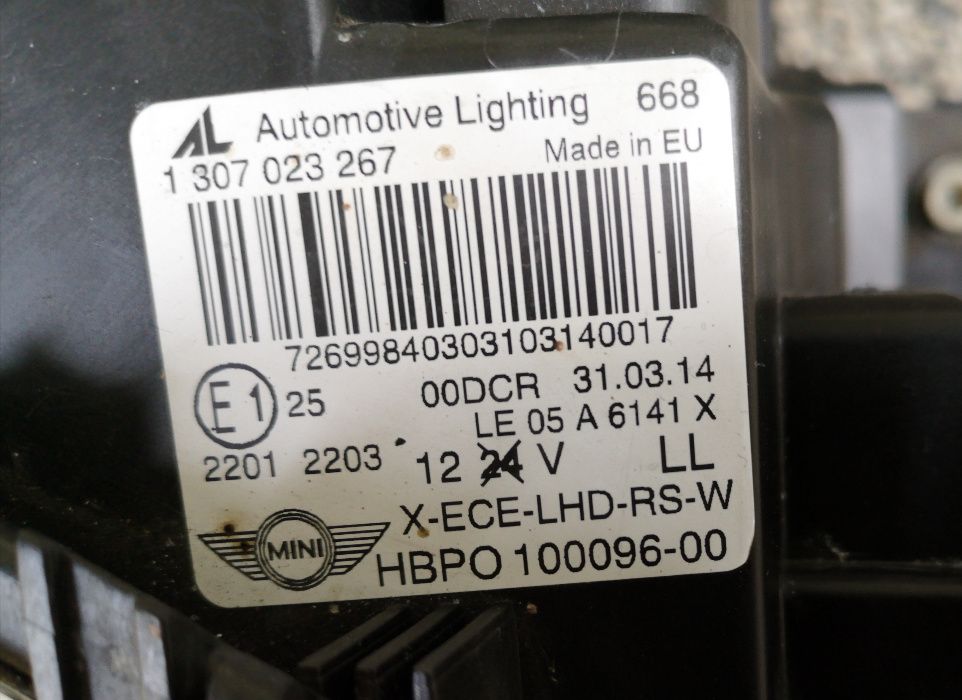 AL Automotive Lighting 668
1 307 023 267 Made in EU
72699840303103140017
E1 25 00DCR 31.03.14
LE 05 A 6141 X
2201 2203 12 24 V LL
X-ECE-LHD-RS-W
MINI HBPO 100096-00